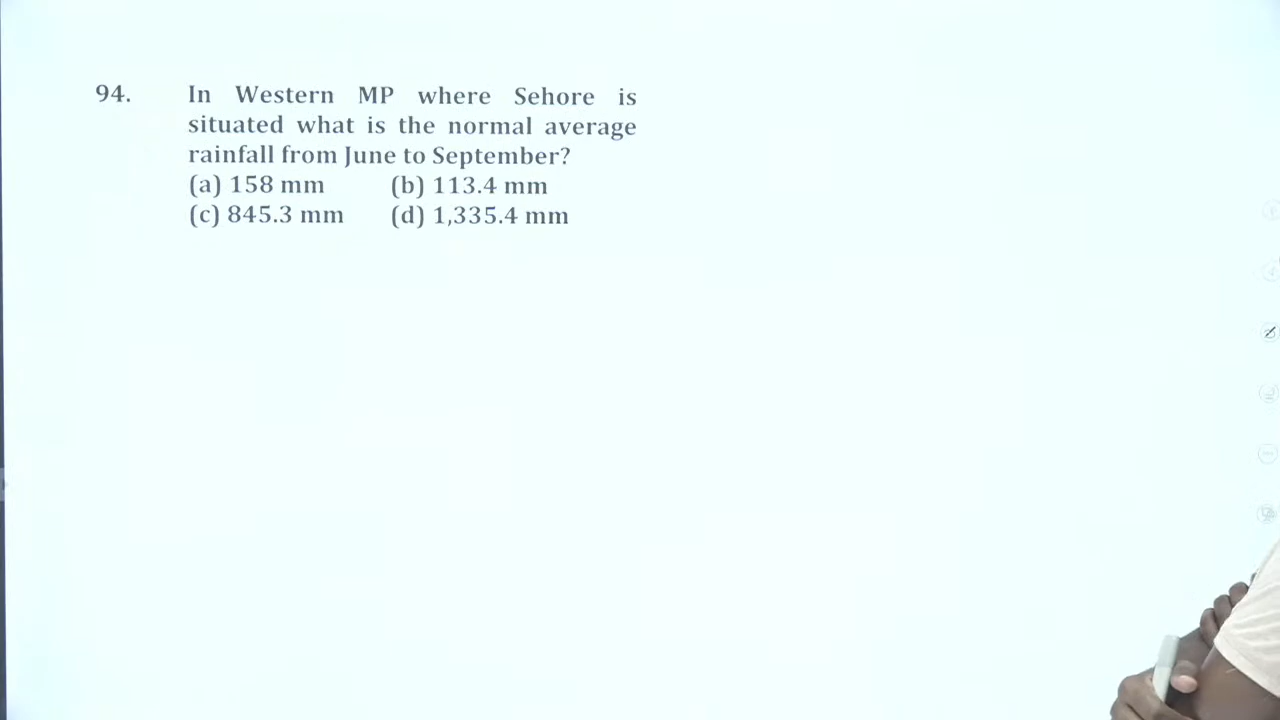 94. In Western MP where Sehore is
situated what is the normal average
rainfall from June to September?
(a) 158 mm (b) 113.4 mm
(c) 845.3 mm (d) 1,335.4 mm